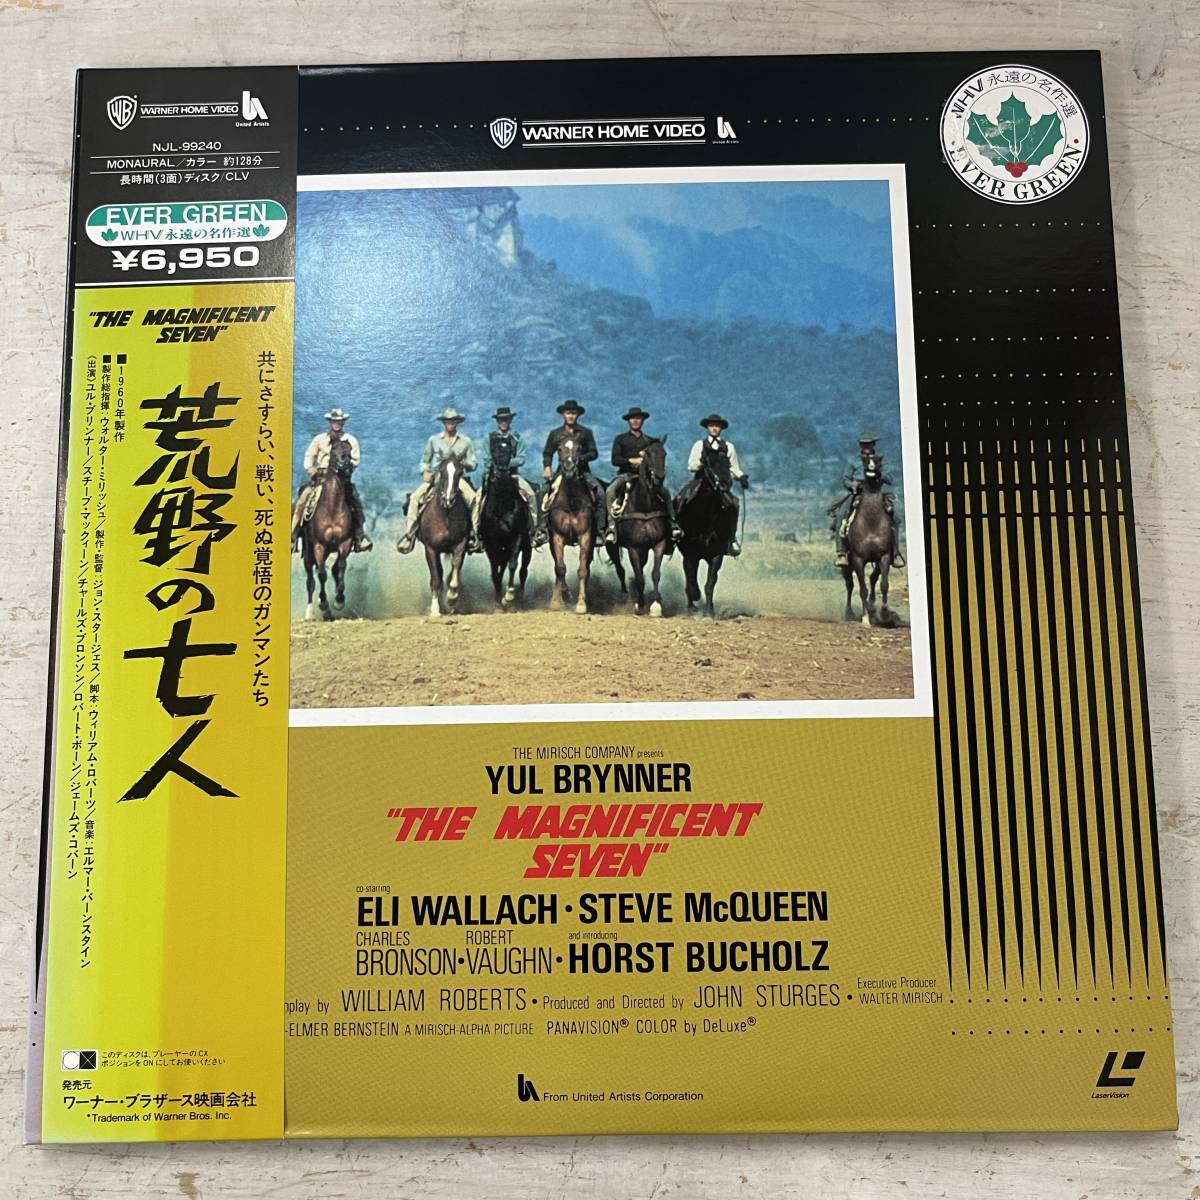 WB WARNER HOME VIDEO
United Artists
NJL-99240
MONAURAL/カラー 約128分
長時間(3面)ディスク/CLV
EVER GREEN
WHV永遠の名作選
¥6,950
"THE MAGNIFICENT
SEVEN"
共にさすらい、戦い、死ぬ覚悟のガンマンたち
荒野の七人
■1960年製作
■製作総指揮:ウォルター・ミリッシュ/製作・監督:ジョン・スタージェス/脚本:ウィリアム・ロバーツ/音楽:エルマー・バーンスタイン
〈出演〉ユル・ブリンナー/スチーブ・マックィーン/チャールズ・ブロンソン/ロバート・ボーン/ジェームズ・コバーン
このディスクは、プレーヤーのCX
ポジションをONにしてお使いください
発売元
ワーナー・ブラザース映画会社
*Trademark of Warner Bros. Inc.
WB WARNER HOME VIDEO
United Artists
WHV永遠の名作選
・EVER GREEN・
THE MIRISCH COMPANY presents
YUL BRYNNER
"THE MAGNIFICENT
SEVEN"
co-starring
ELI WALLACH・STEVE McQUEEN
CHARLES ROBERT and introducing
BRONSON・VAUGHN・HORST BUCHOLZ
nplay by WILLIAM ROBERTS・Produced and Directed by JOHN STURGES・Executive Producer WALTER MIRISCH
-ELMER BERNSTEIN A MIRISCH-ALPHA PICTURE PANAVISION® COLOR by DeLuxe®
From United Artists Corporation
LaserVision